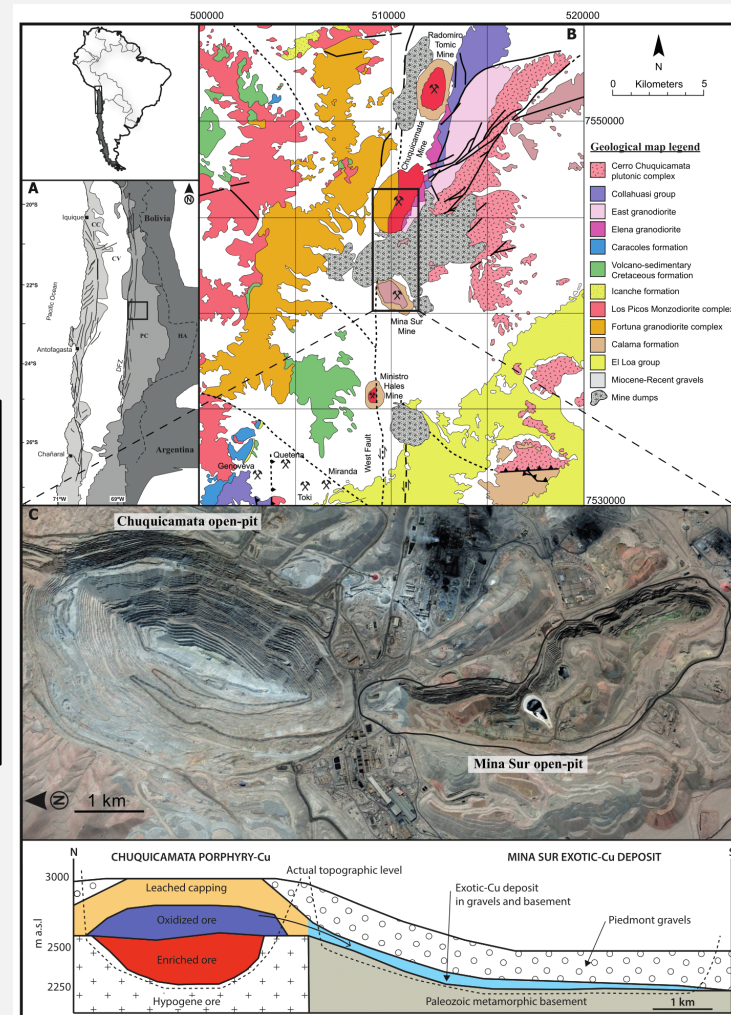 500000
510000
520000
B
Radomiro
Tomic
Mine
N
0 Kilometers 5
7550000
Chuquicamata
Mine
Geological map legend
Cerro Chuquicamata
plutonic complex
Collahuasi group
East granodiorite
Elena granodiorite
Caracoles formation
Volcano-sedimentary
Cretaceous formation
Icanche formation
Los Picos Monzodiorite complex
Fortuna granodiorite complex
Calama formation
El Loa group
Miocene-Recent gravels
Mine dumps
Mina Sur
Mine
Ministro
Hales
Mine
West Fault
Quetena
Genoveva
Miranda
Toki
7530000
A
N
20°S
Iquique
Bolivia
CC
CV
22°S
Pacific Ocean
PC
HA
Antofagasta
DFZ
24°S
Argentina
26°S
Chañaral
71°W
69°W
C
Chuquicamata open-pit
Mina Sur open-pit
N
1 km
N
CHUQUICAMATA PORPHYRY-Cu
MINA SUR EXOTIC-Cu DEPOSIT
S
Actual topographic level
3000
Leached capping
Exotic-Cu deposit
in gravels and basement
Oxidized ore
Piedmont gravels
m a.s.l
2500
Enriched ore
2250
Hypogene ore
Paleozoic metamorphic basement
1 km